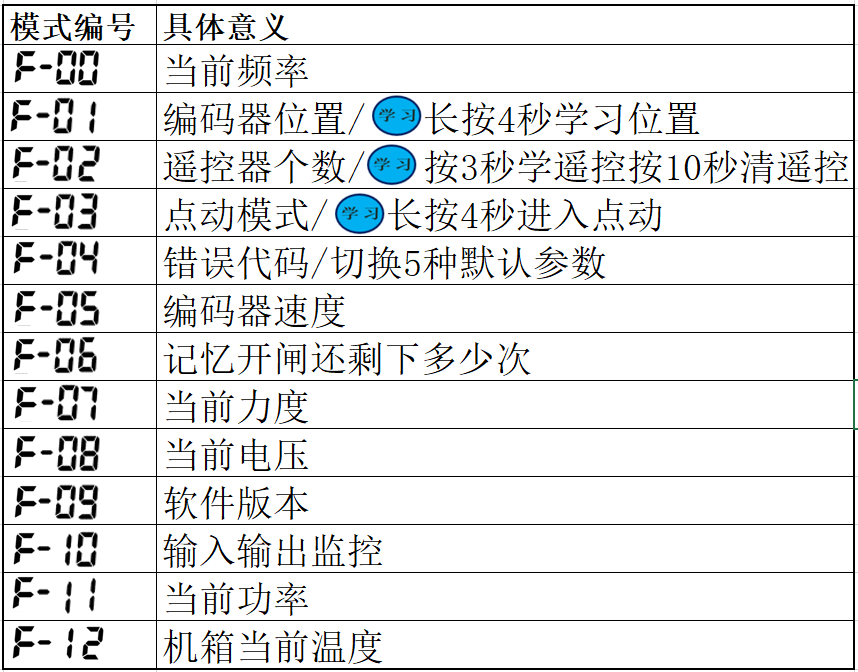 模式编号 具体意义
F-00 当前频率
F-01 编码器位置/学习长按4秒学习位置
F-02 遥控器个数/学习按3秒学遥控按10秒清遥控
F-03 点动模式/学习长按4秒进入点动
F-04 错误代码/切换5种默认参数
F-05 编码器速度
F-06 记忆开闸还剩下多少次
F-07 当前力度
F-08 当前电压
F-09 软件版本
F-10 输入输出监控
F-11 当前功率
F-12 机箱当前温度